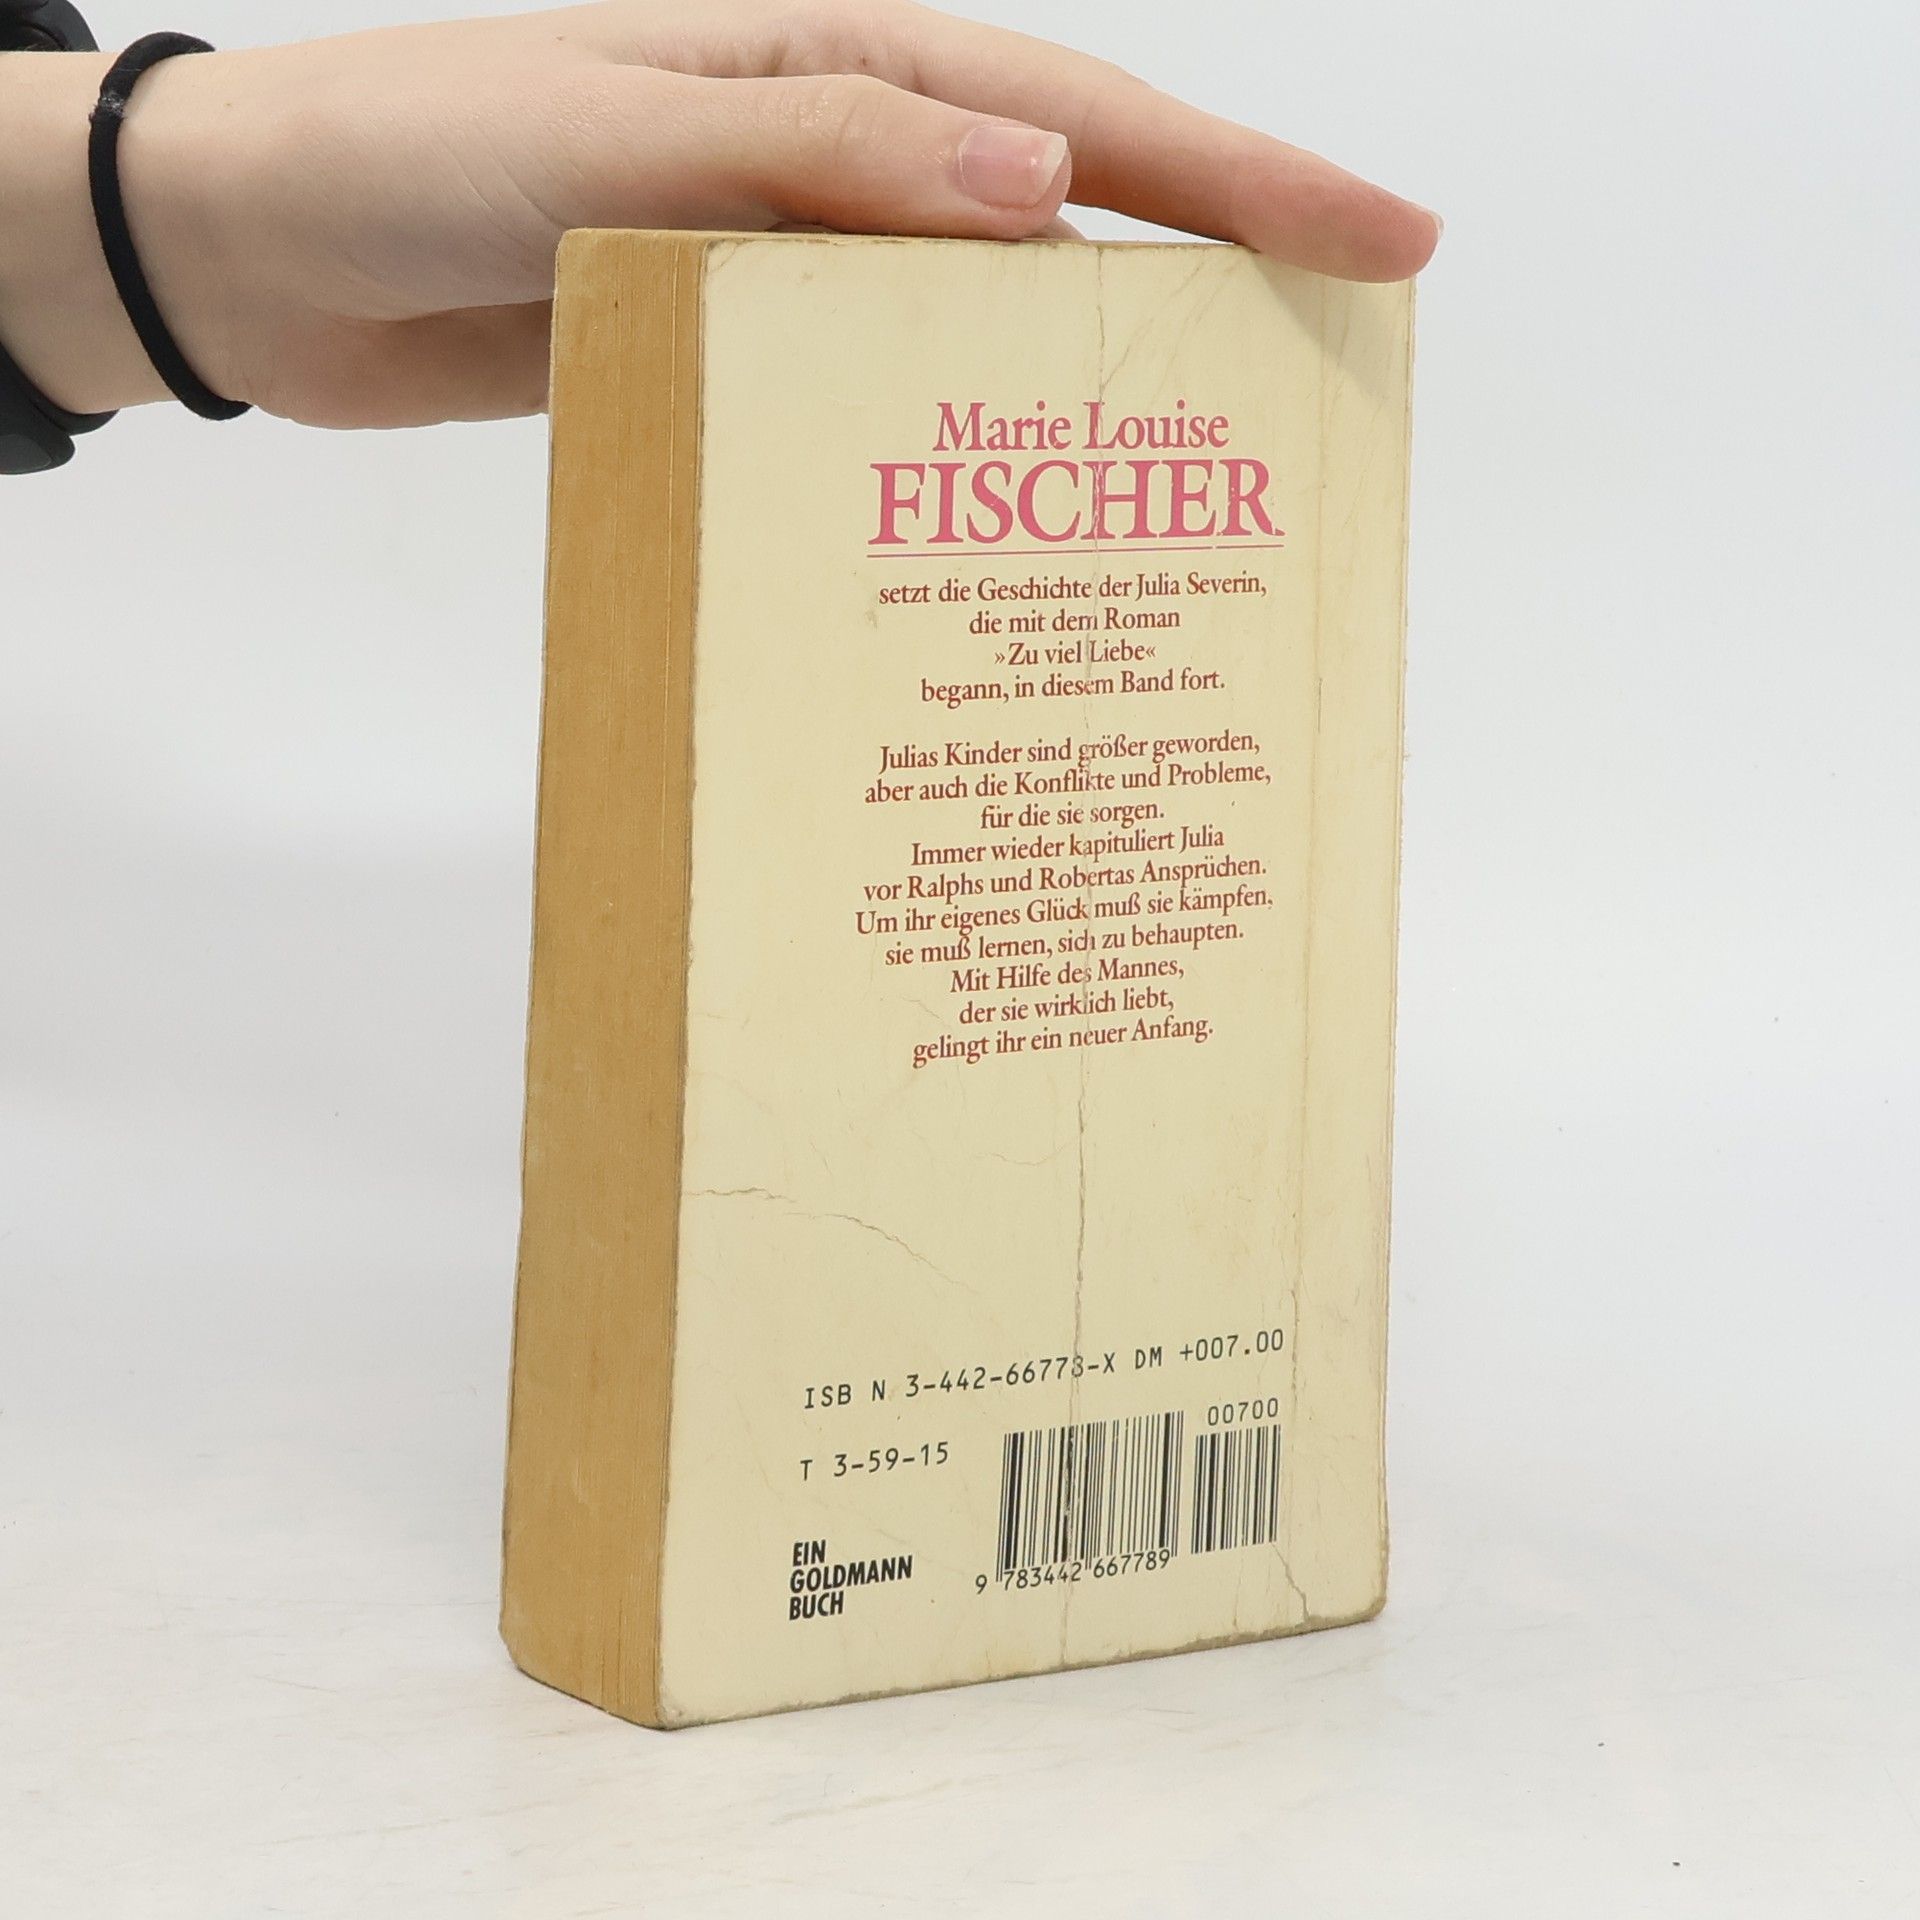 Marie Louise
FISCHER
setzt die Geschichte der Julia Severin,
die mit dem Roman
»Zu viel Liebe«
begann, in diesem Band fort.
Julias Kinder sind größer geworden,
aber auch die Konflikte und Probleme,
für die sie sorgen.
Immer wieder kapituliert Julia
vor Ralphs und Robertas Ansprüchen.
Um ihr eigenes Glück muß sie kämpfen,
sie muß lernen, sich zu behaupten.
Mit Hilfe des Mannes,
der sie wirklich liebt,
gelingt ihr ein neuer Anfang.
ISB N 3-442-66778-X DM +007.00
T 3-59-15
00700
9 783442 667789
EIN
GOLDMANN
BUCH